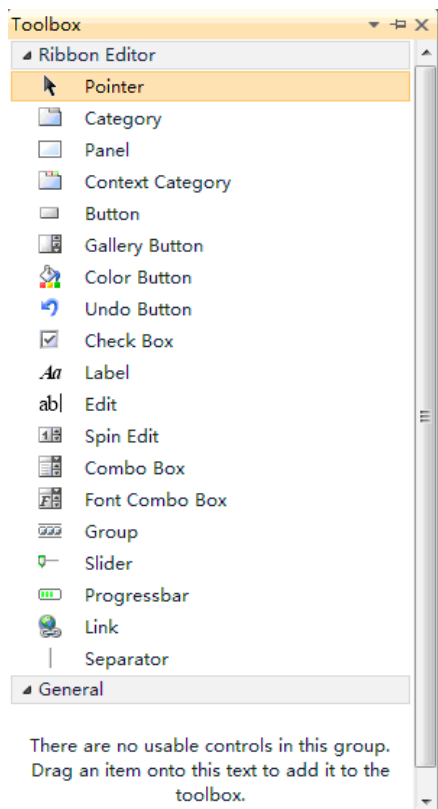 Toolbox
Ribbon Editor
Pointer
Category
Panel
Context Category
Button
Gallery Button
Color Button
Undo Button
Check Box
Aa Label
ab| Edit
Spin Edit
Combo Box
Font Combo Box
Group
Slider
Progressbar
Link
Separator
General
There are no usable controls in this group.
Drag an item onto this text to add it to the
toolbox.